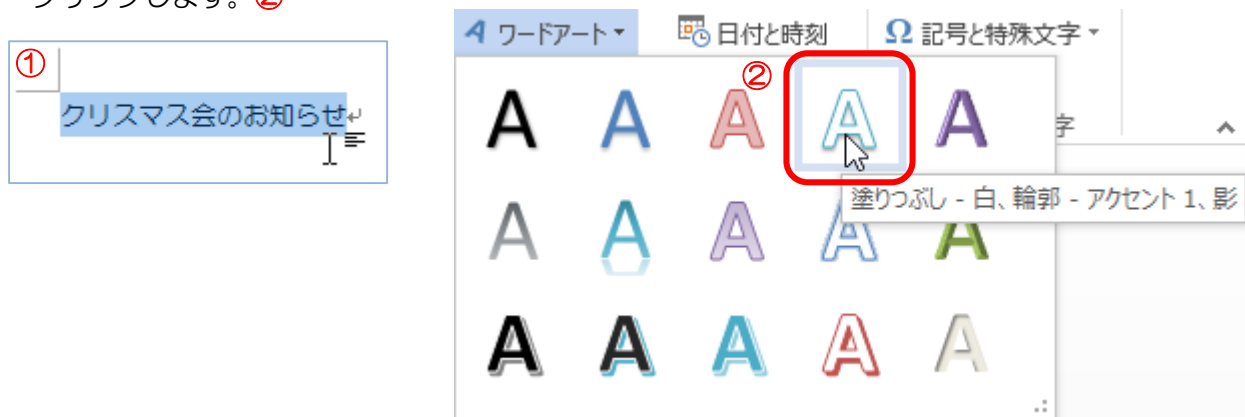 クリックします。②
①
クリスマス会のお知らせ↵
ワードアート▾ 日付と時刻 Ω 記号と特殊文字▾
②
A A A A A
字
塗りつぶし - 白、輪郭 - アクセント 1、影
A A A A A
A A A A A